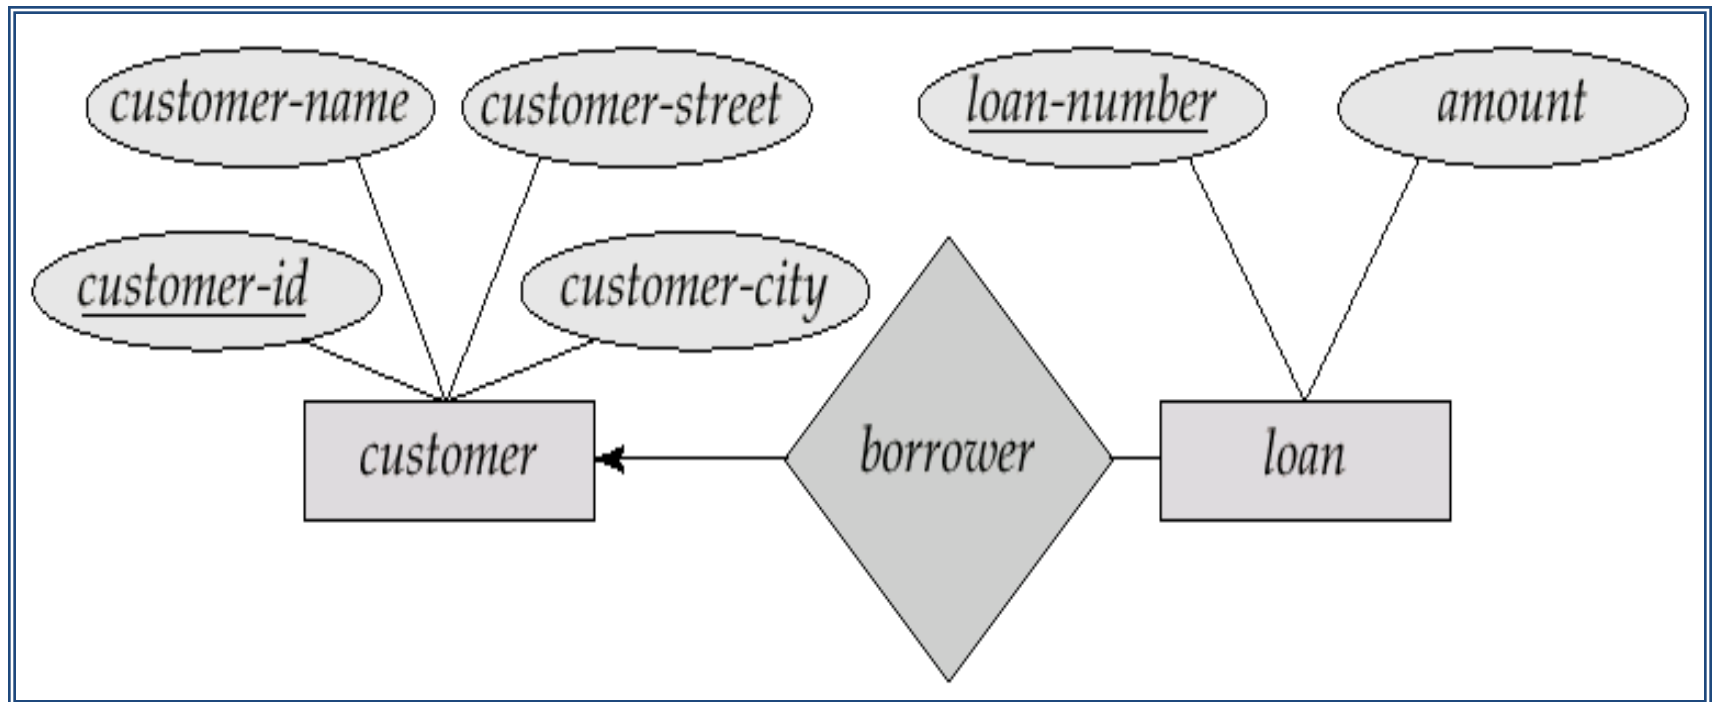 customer-name
customer-street
loan-number
amount
customer-id
customer-city
customer
borrower
loan